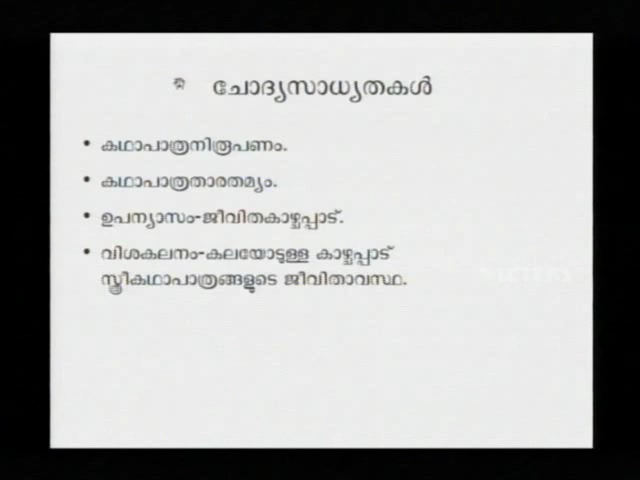 ചോദ്യസാധ്യതകൾ
• കഥാപാത്രനിരൂപണം.
• കഥാപാത്രതാരതമ്യം.
• ഉപന്യാസം-ജീവിതകാഴ്ചപ്പാട്.
• വിശകലനം-കലയോടുള്ള കാഴ്ചപ്പാട്
സ്ത്രീകഥാപാത്രങ്ങളുടെ ജീവിതാവസ്ഥ.